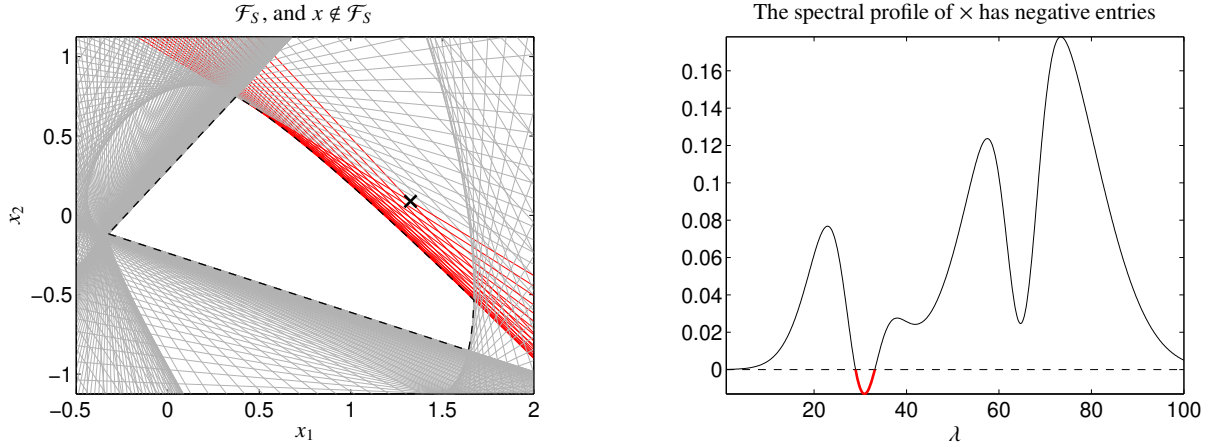 ℱ_S, and x ∉ ℱ_S
1
0.5
0
−0.5
−1
x₂
−0.5 0 0.5 1 1.5 2
x₁
The spectral profile of × has negative entries
0.16
0.14
0.12
0.1
0.08
0.06
0.04
0.02
0
20 40 60 80 100
λ